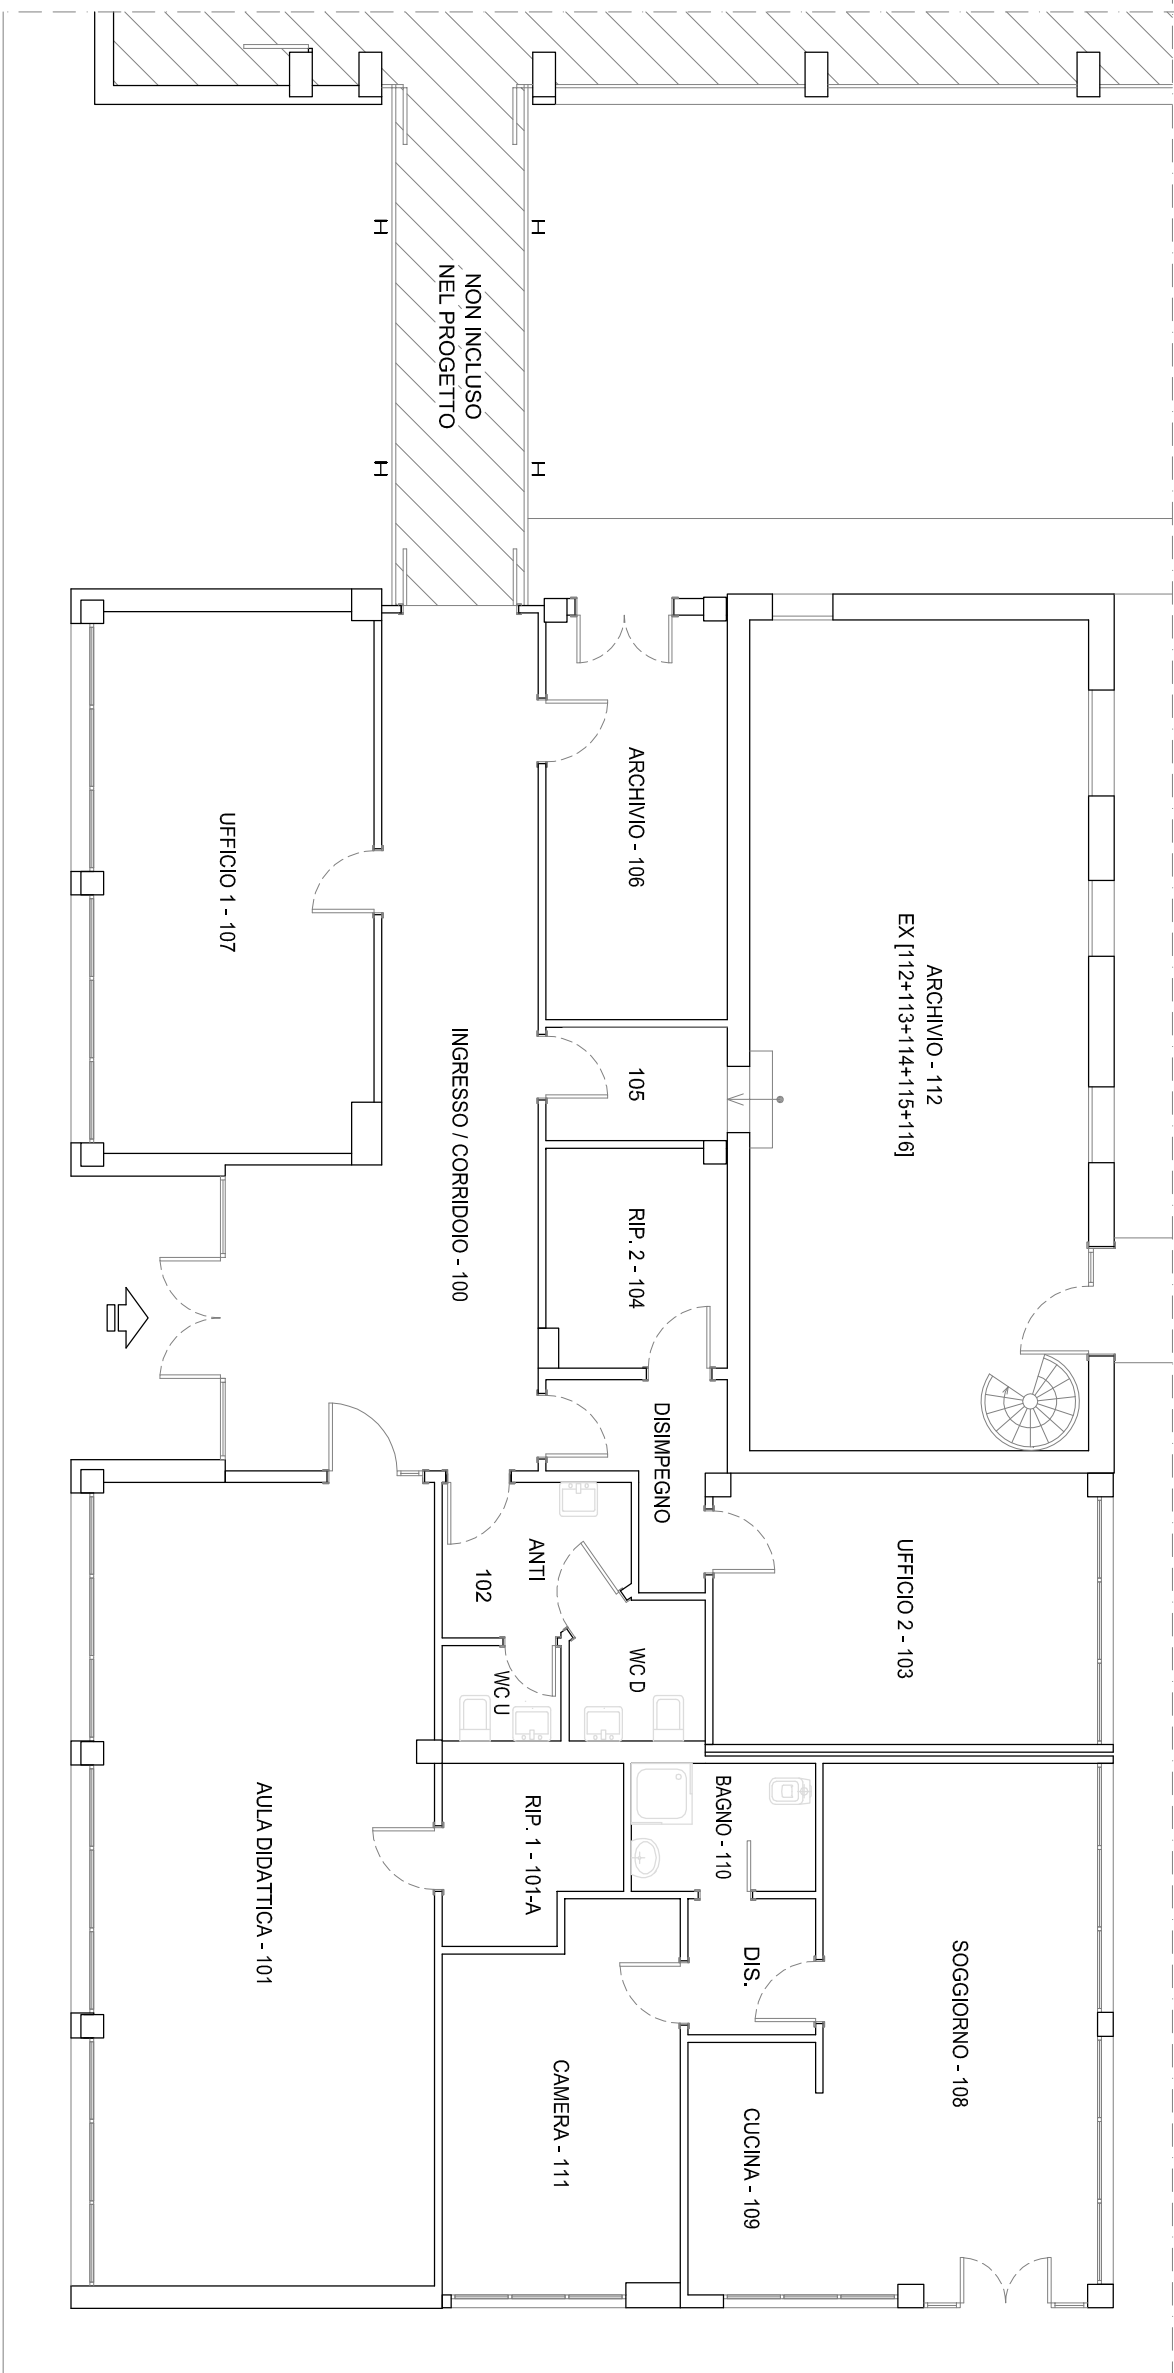 NON INCLUSO
NEL PROGETTO
H
H
H
H
ARCHIVIO - 112
EX [112+113+114+115+116]
ARCHIVIO - 106
UFFICIO 1 - 107
105
INGRESSO / CORRIDOIO - 100
RIP. 2 - 104
DISIMPEGNO
UFFICIO 2 - 103
ANTI
102
WC D
WC U
BAGNO - 110
RIP. 1 - 101-A
AULA DIDATTICA - 101
DIS.
SOGGIORNO - 108
CAMERA - 111
CUCINA - 109